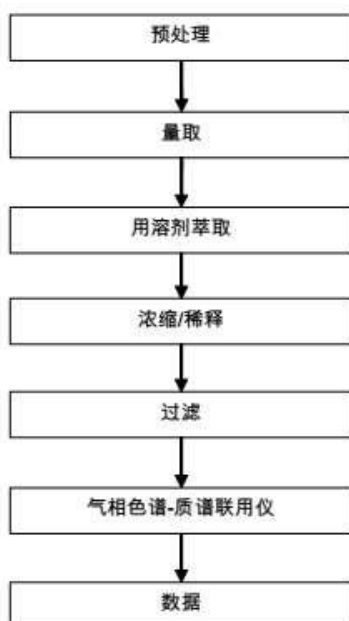 预处理
量取
用溶剂萃取
浓缩/稀释
过滤
气相色谱-质谱联用仪
数据